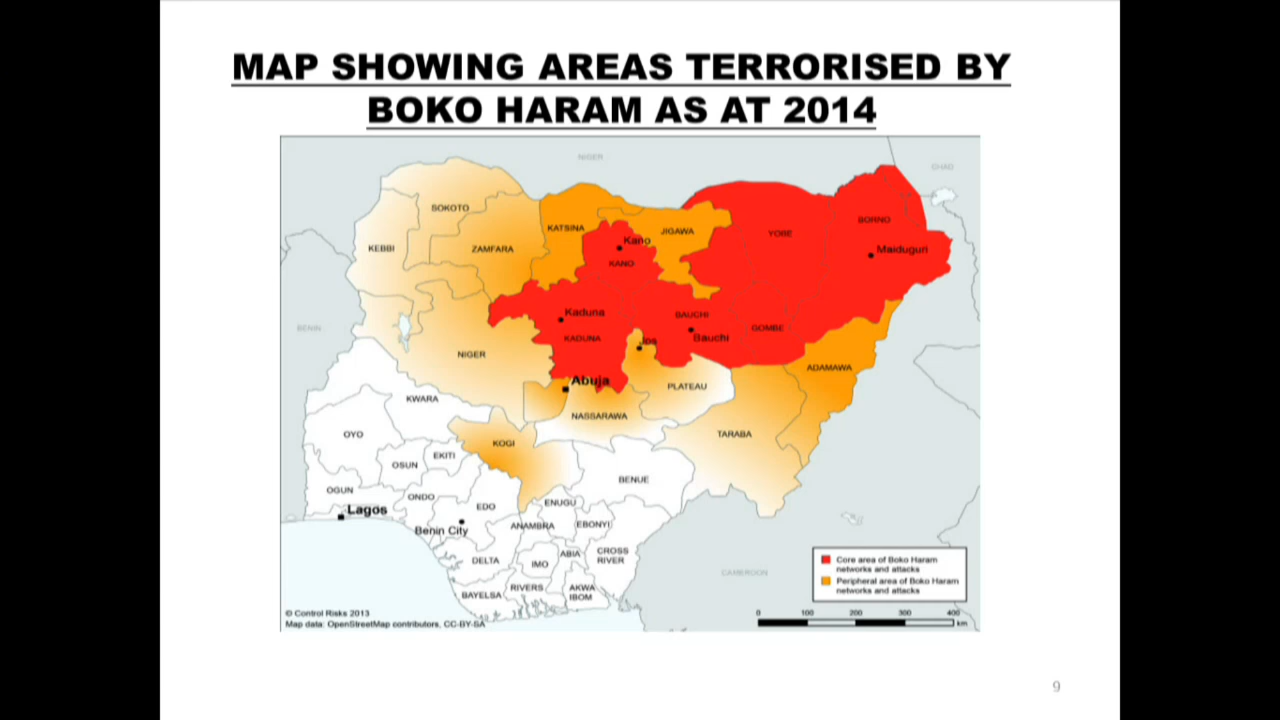 MAP SHOWING AREAS TERRORISED BY
BOKO HARAM AS AT 2014
NIGER
CHAD
SOKOTO
KATSINA
JIGAWA
YOBE
BORNO
KEBBI
ZAMFARA
Kano
KANO
Maiduguri
Kaduna
KADUNA
BAUCHI
Bauchi
GOMBE
BENIN
Jos
NIGER
ADAMAWA
Abuja
PLATEAU
KWARA
NASSARAWA
OYO
KOGI
TARABA
OSUN
EKITI
BENUE
OGUN
ONDO
EDO
ENUGU
Lagos
Benin City
ANAMBRA
EBONYI
DELTA
IMO
ABIA
CROSS
RIVER
CAMEROON
BAYELSA
RIVERS
AKWA
IBOM
Core area of Boko Haram
networks and attacks
Peripheral area of Boko Haram
networks and attacks
© Control Risks 2013
Map data: OpenStreetMap contributors, CC-BY-SA
0 100 200 300 400
km
9